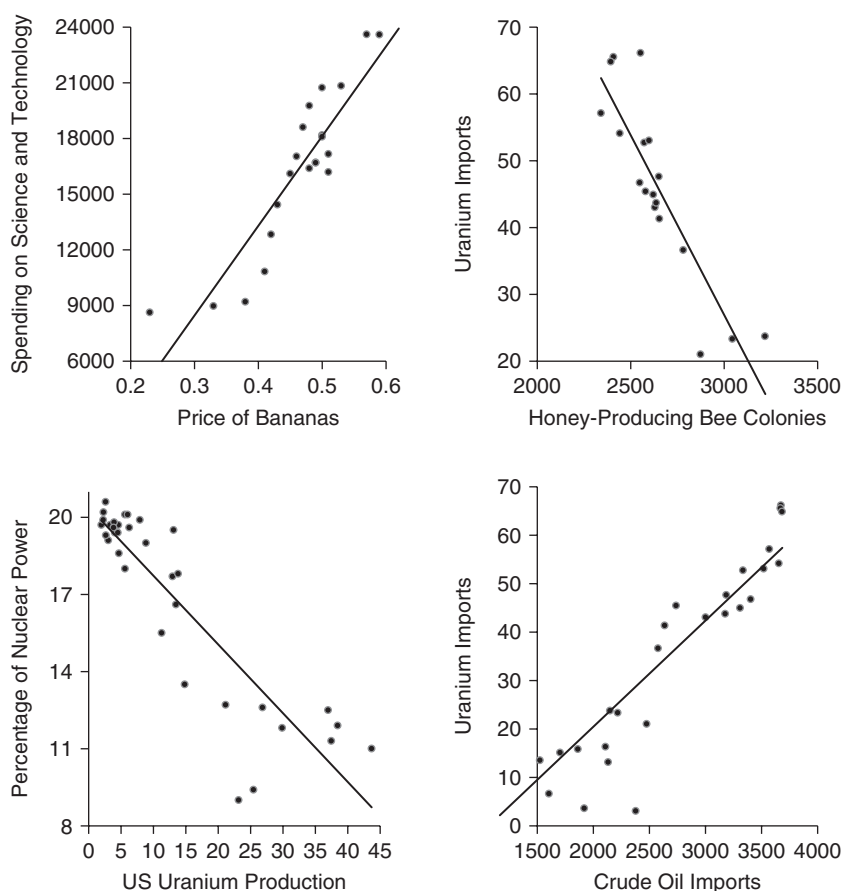 Spending on Science and Technology
24000
21000
18000
15000
12000
9000
6000
0.2 0.3 0.4 0.5 0.6
Price of Bananas
Uranium Imports
70
60
50
40
30
20
2000 2500 3000 3500
Honey-Producing Bee Colonies
Percentage of Nuclear Power
20
17
14
11
8
0 5 10 15 20 25 30 35 40 45
US Uranium Production
Uranium Imports
70
60
50
40
30
20
10
0
1500 2000 2500 3000 3500 4000
Crude Oil Imports